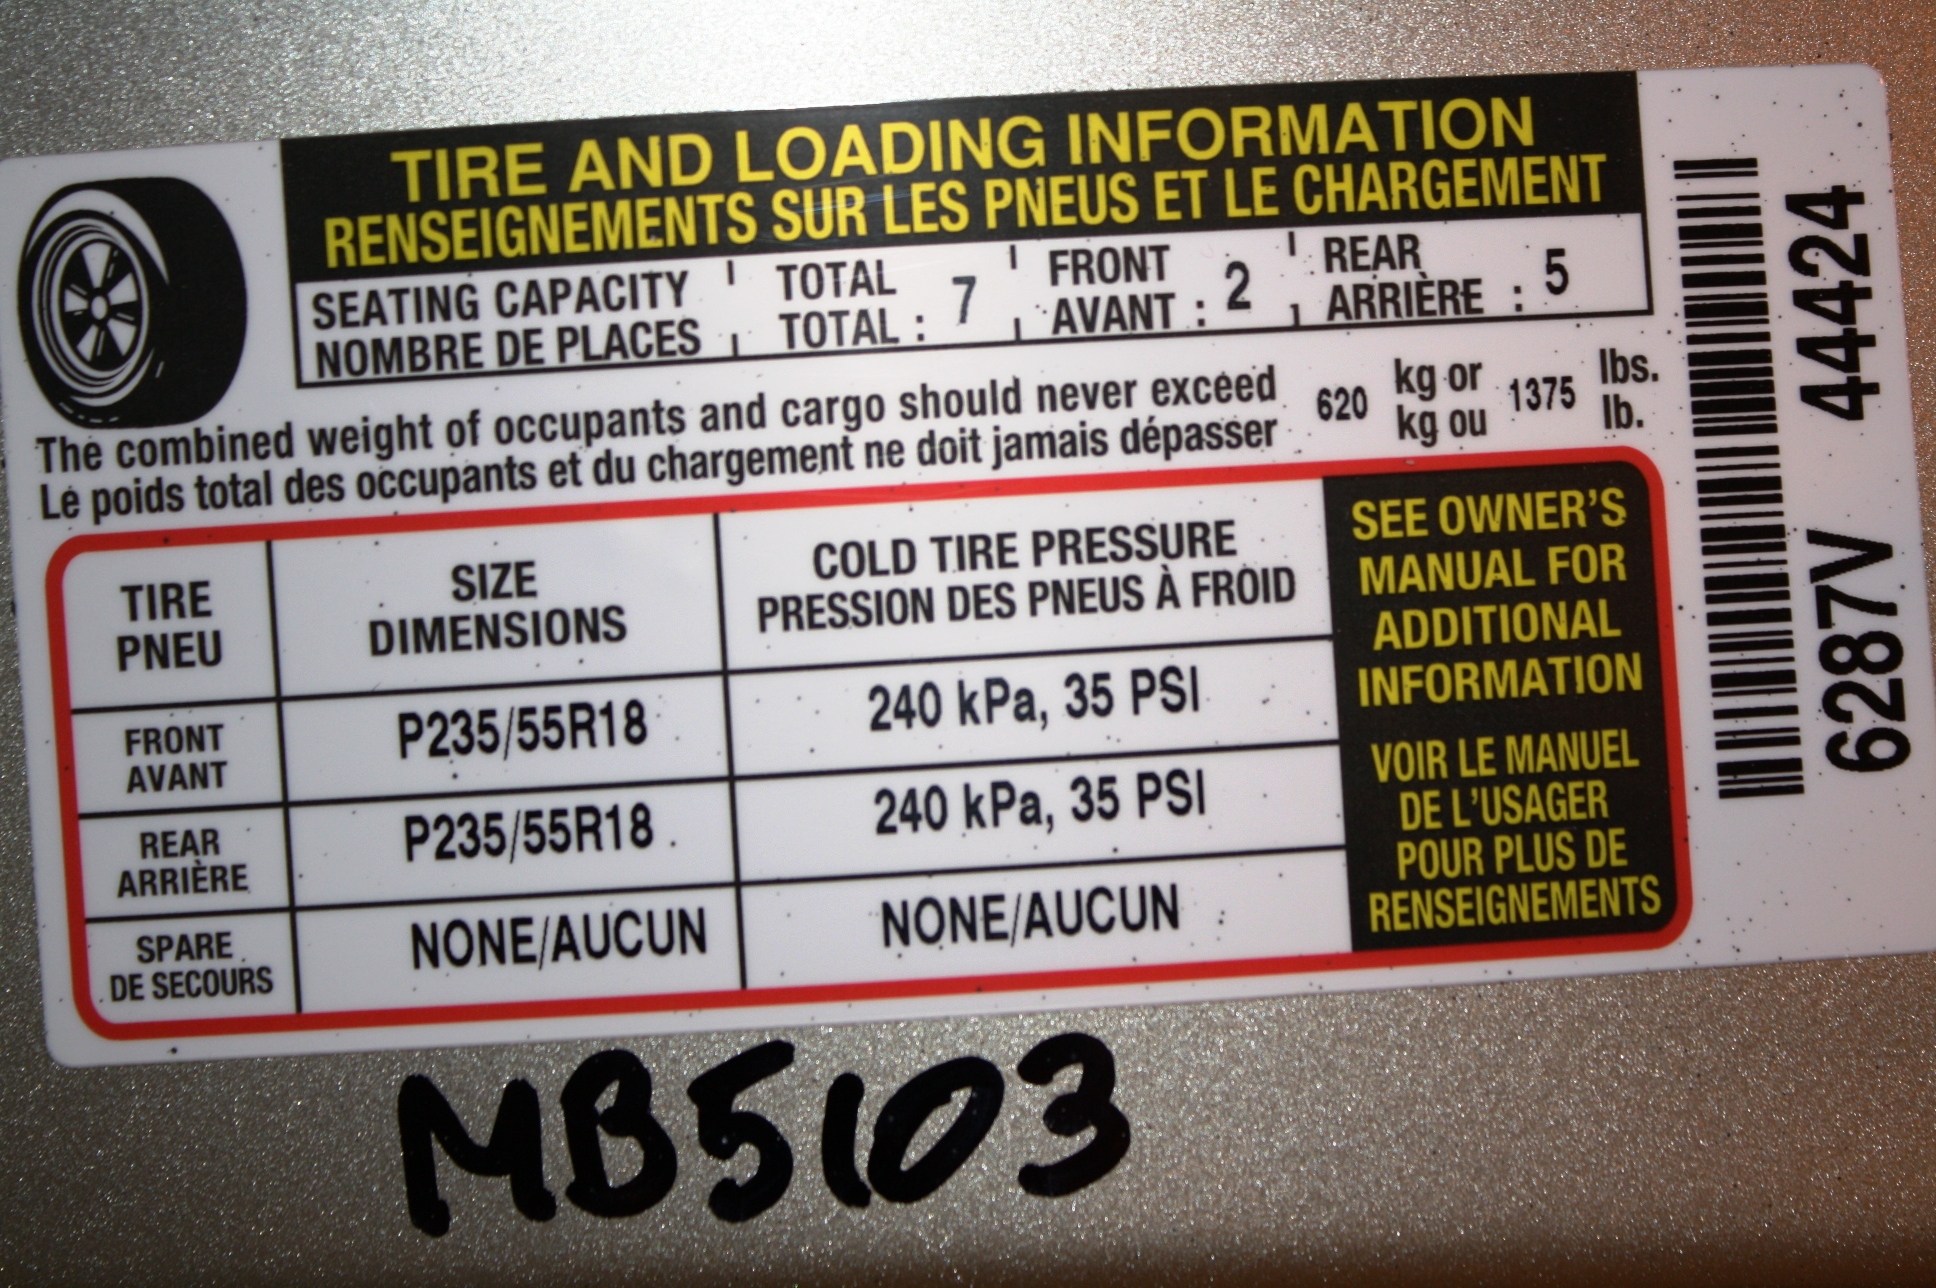 TIRE AND LOADING INFORMATION
RENSEIGNEMENTS SUR LES PNEUS ET LE CHARGEMENT
SEATING CAPACITY TOTAL FRONT REAR
NOMBRE DE PLACES TOTAL : 7 AVANT : 2 ARRIÈRE : 5
The combined weight of occupants and cargo should never exceed 620 kg or 1375 lbs.
Le poids total des occupants et du chargement ne doit jamais dépasser kg ou lb.
TIRE SIZE COLD TIRE PRESSURE
PNEU DIMENSIONS PRESSION DES PNEUS À FROID
FRONT
AVANT P235/55R18 240 kPa, 35 PSI
REAR
ARRIÈRE P235/55R18 240 kPa, 35 PSI
SPARE
DE SECOURS NONE/AUCUN NONE/AUCUN
SEE OWNER'S
MANUAL FOR
ADDITIONAL
INFORMATION
VOIR LE MANUEL
DE L'USAGER
POUR PLUS DE
RENSEIGNEMENTS
6287V 44424
MB5103